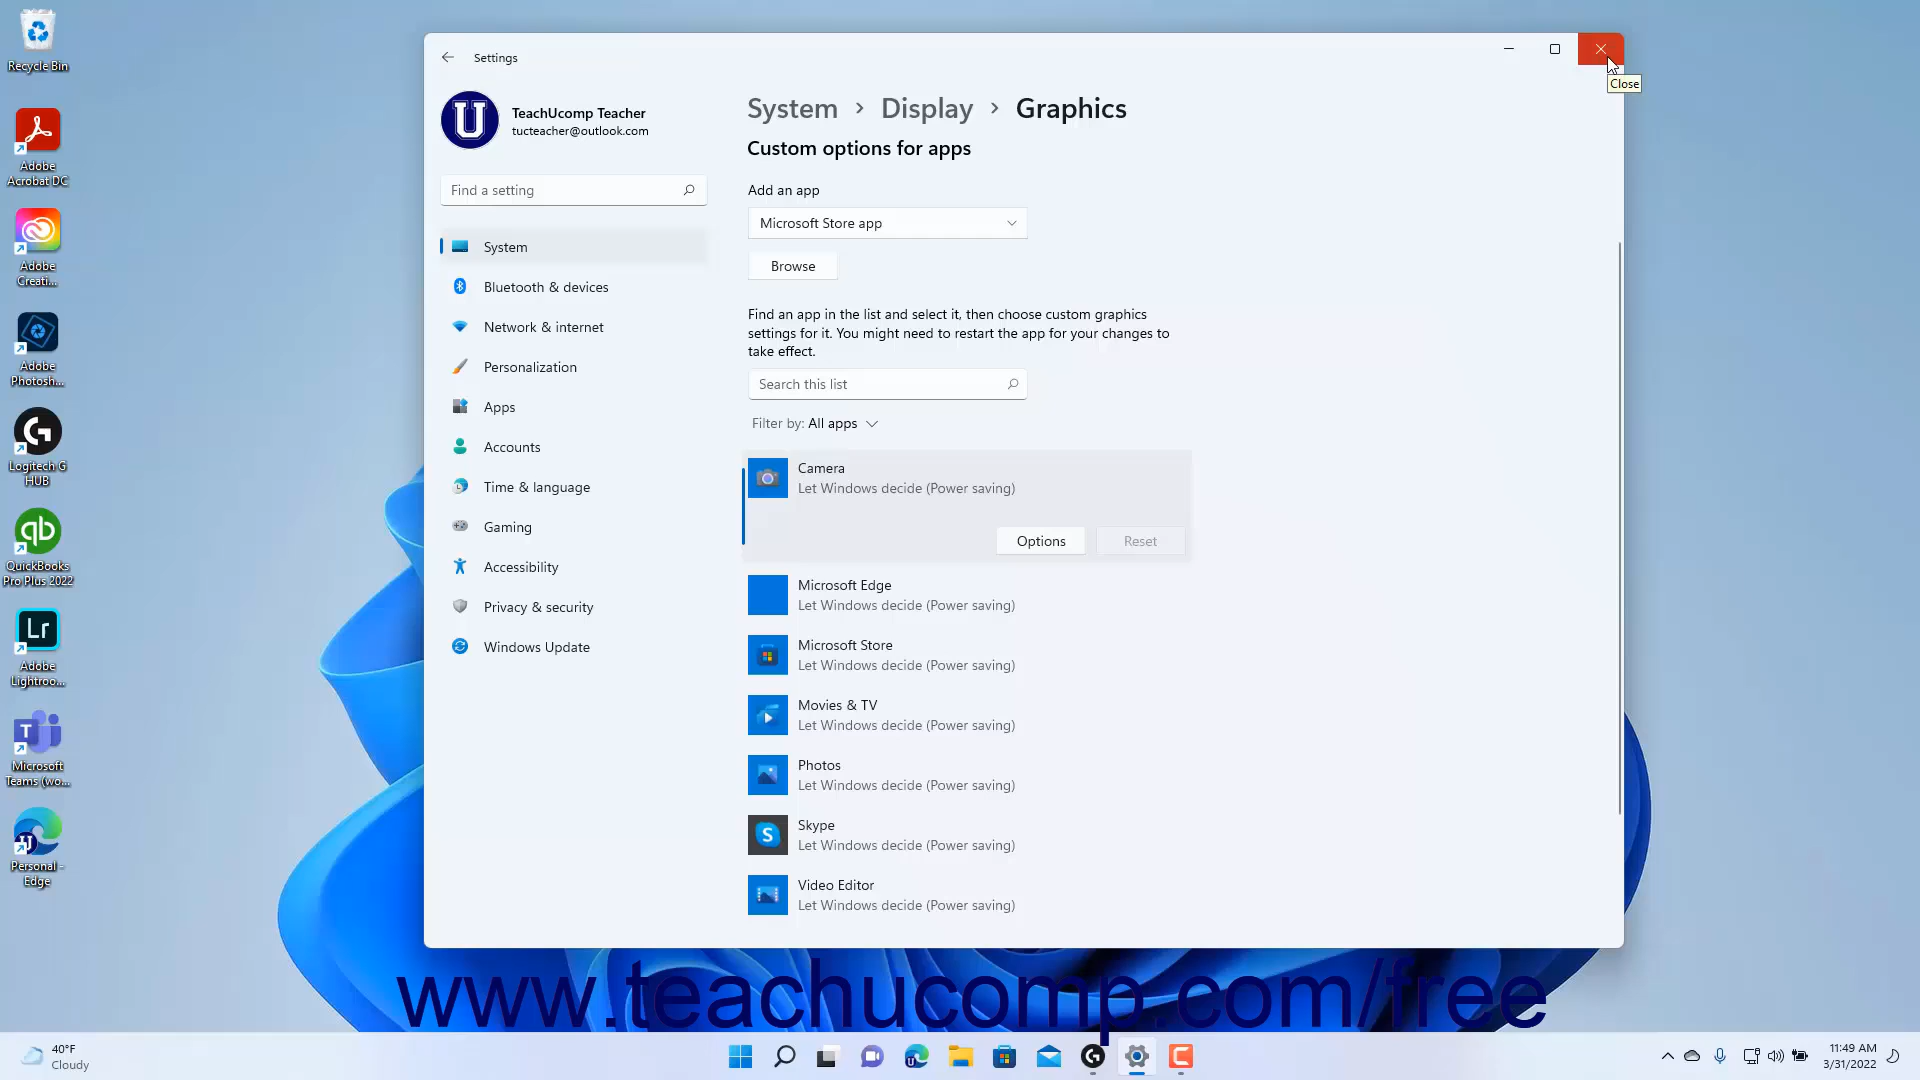 Recycle Bin
Adobe
Acrobat DC
Adobe
Creati...
Adobe
Photosh...
Logitech G
HUB
QuickBooks
Pro Plus 2022
Lr
Adobe
Lightroo...
T
Microsoft
Teams (wo...
Personal -
Edge
Settings
Close
U
TeachUcomp Teacher
tucteacher@outlook.com
Find a setting
System
Bluetooth & devices
Network & internet
Personalization
Apps
Accounts
Time & language
Gaming
Accessibility
Privacy & security
Windows Update
System > Display > Graphics
Custom options for apps
Add an app
Microsoft Store app
Browse
Find an app in the list and select it, then choose custom graphics
settings for it. You might need to restart the app for your changes to
take effect.
Search this list
Filter by: All apps
Camera
Let Windows decide (Power saving)
Options Reset
Microsoft Edge
Let Windows decide (Power saving)
Microsoft Store
Let Windows decide (Power saving)
Movies & TV
Let Windows decide (Power saving)
Photos
Let Windows decide (Power saving)
Skype
Let Windows decide (Power saving)
Video Editor
Let Windows decide (Power saving)
www.teachucomp.com/free
40°F
Cloudy
11:49 AM
3/31/2022